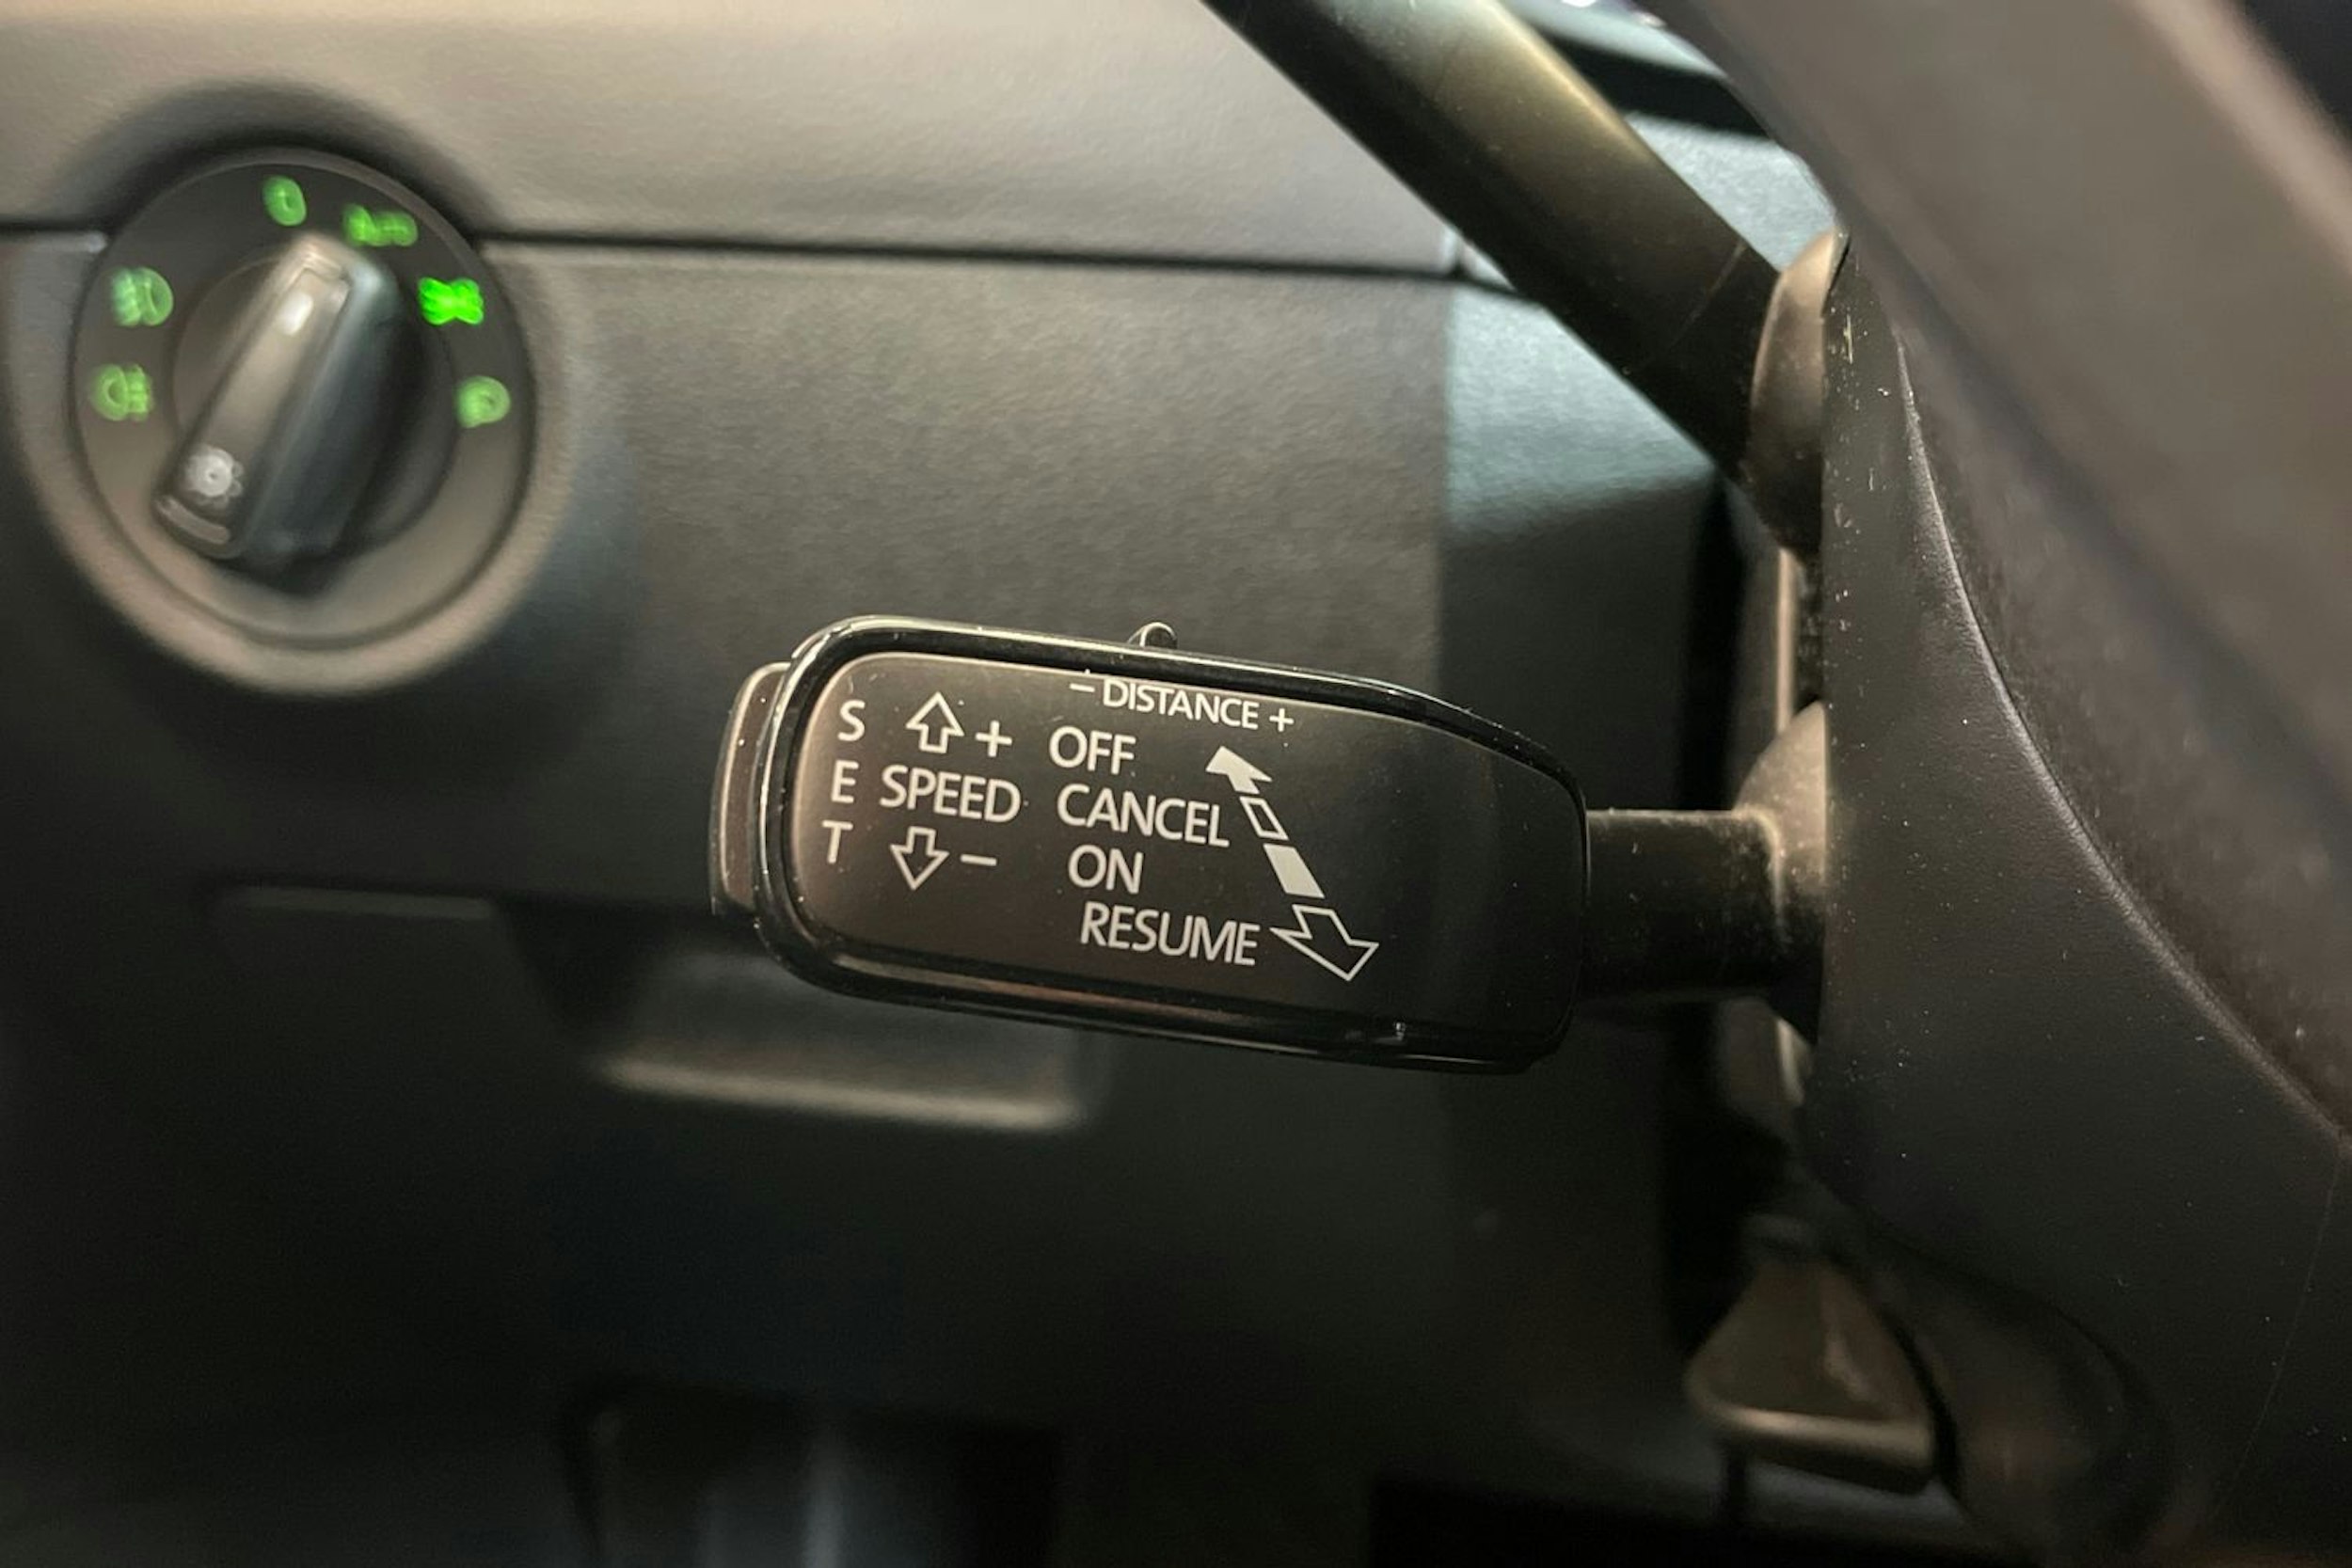 - DISTANCE +
S + OFF
E SPEED CANCEL
T - ON
RESUME